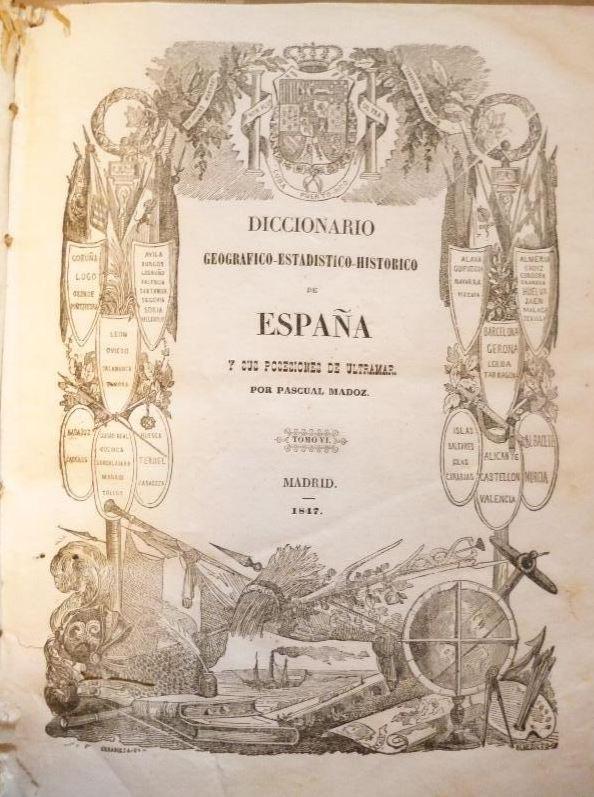 DICCIONARIO
GEOGRAFICO-ESTADISTICO-HISTORICO
DE
ESPAÑA
Y SUS POSESIONES DE ULTRAMAR,
POR PASCUAL MADOZ.
TOMO VI.
MADRID.
1847.
CORUÑA
LUGO
ORENSE
PONTEVEDRA
AVILA
BURGOS
LOGROÑO
PALENCIA
SANTANDER
SEGOVIA
SORIA
VALLADOLID
LEON
OVIEDO
SALAMANCA
ZAMORA
BADAJOZ
CACERES
CIUDAD REAL
CUENCA
GUADALAJARA
MADRID
TOLEDO
HUESCA
TERUEL
ZARAGOZA
ALAVA
GUIPUZCOA
NAVARRA
VIZCAYA
ALMERIA
CADIZ
CORDOBA
GRANADA
HUELVA
JAEN
MALAGA
SEVILLA
BARCELONA
GERONA
LERIDA
TARRAGONA
ISLAS
BALEARES
ISLAS
CANARIAS
ALICANTE
CASTELLON
VALENCIA
ALBACETE
MURCIA